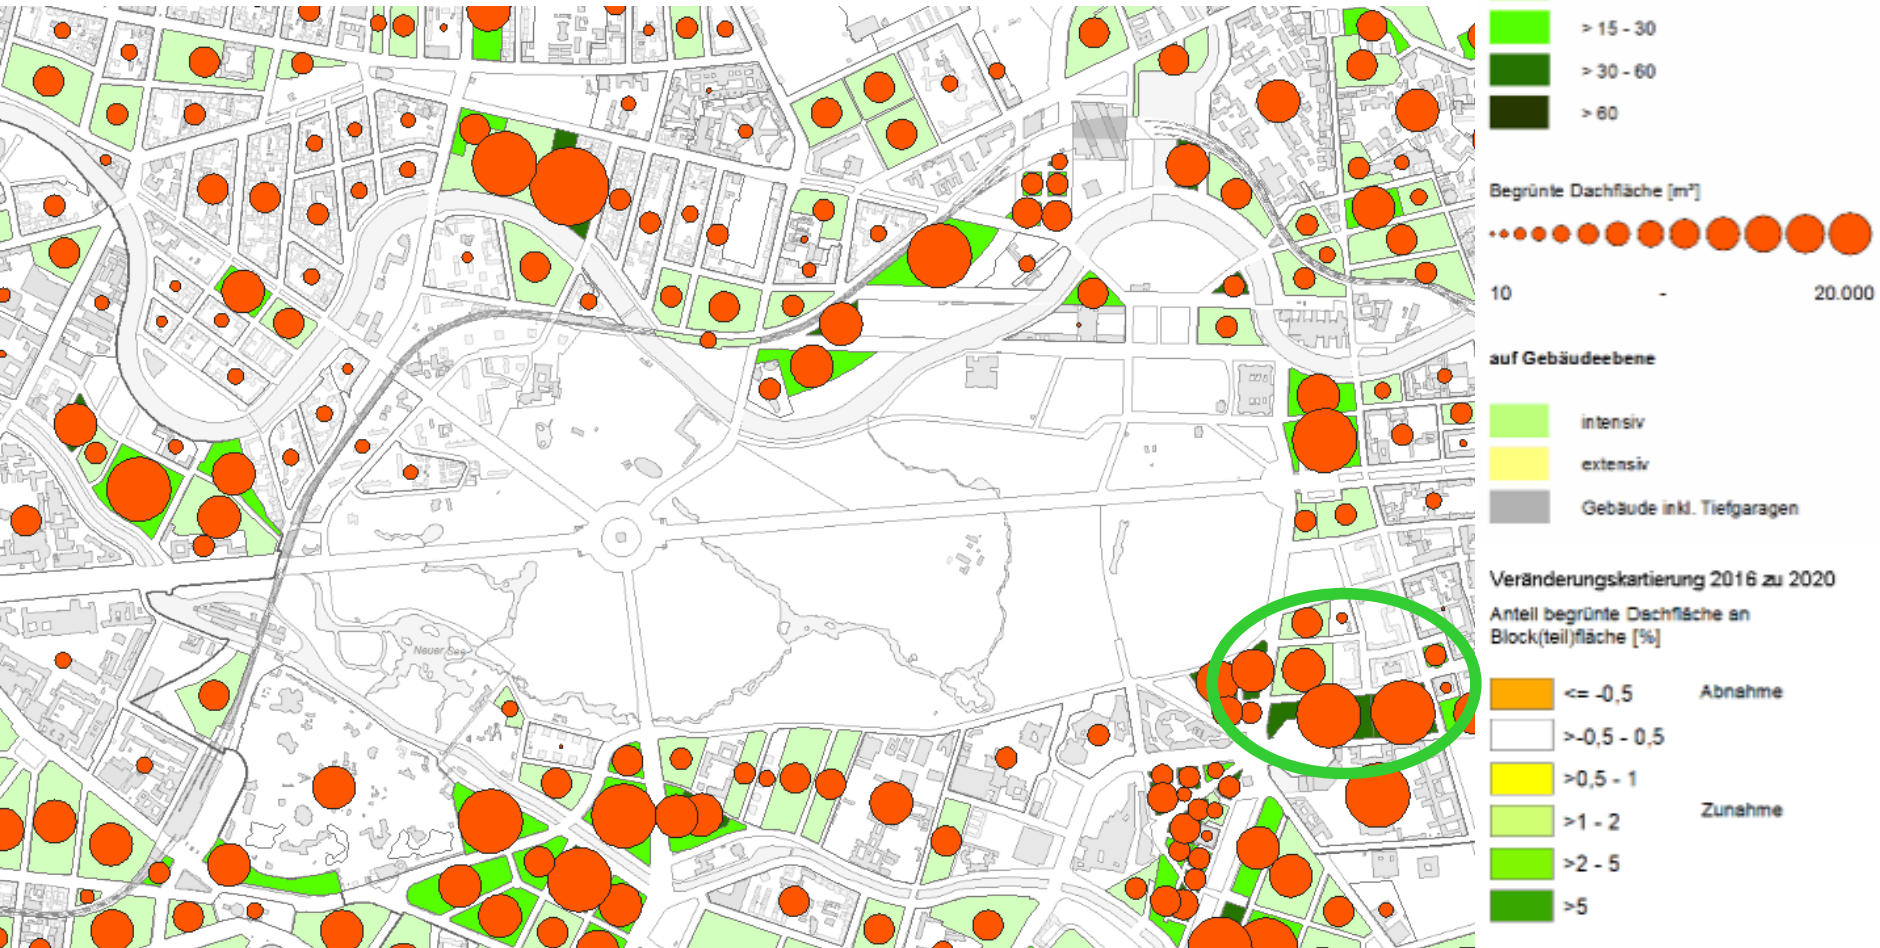 Neuer See
> 15 - 30
> 30 - 60
> 60
Begrünte Dachfläche [m²]
10 - 20.000
auf Gebäudeebene
intensiv
extensiv
Gebäude inkl. Tiefgaragen
Veränderungskartierung 2016 zu 2020
Anteil begrünte Dachfläche an
Block(teil)fläche [%]
<= -0,5 Abnahme
>-0,5 - 0,5
>0,5 - 1
>1 - 2 Zunahme
>2 - 5
>5